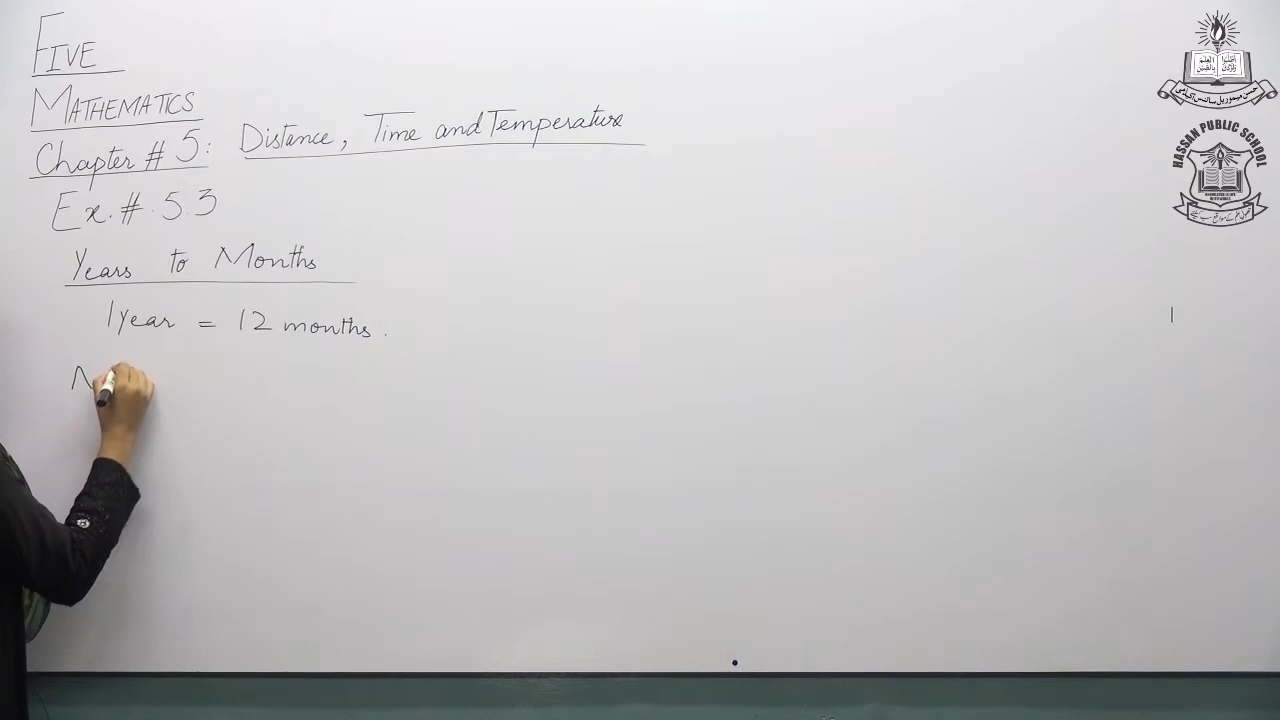 FIVE
MATHEMATICS
Chapter # 5: Distance, Time and Temperature
Ex. # 5.3
Years to Months
1year = 12 months.
HASSAN PUBLIC SCHOOL